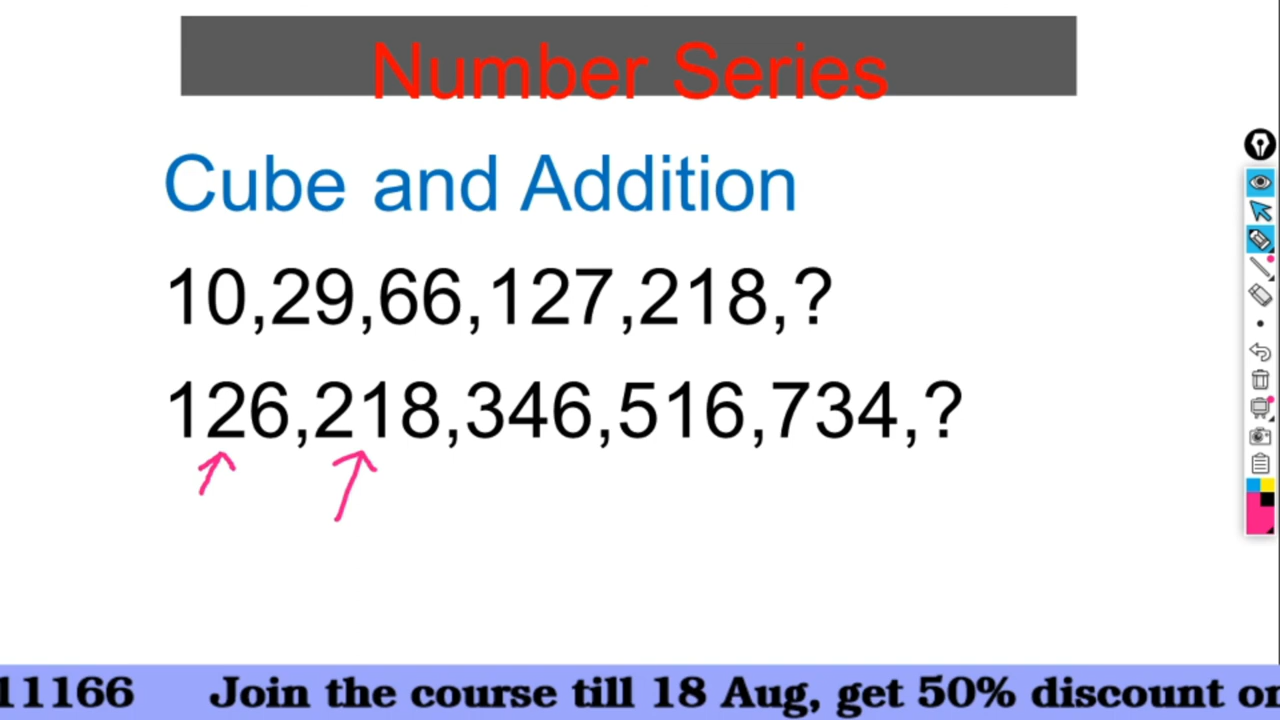 Number Series
Cube and Addition
10,29,66,127,218,?
126,218,346,516,734,?
11166 Join the course till 18 Aug, get 50% discount